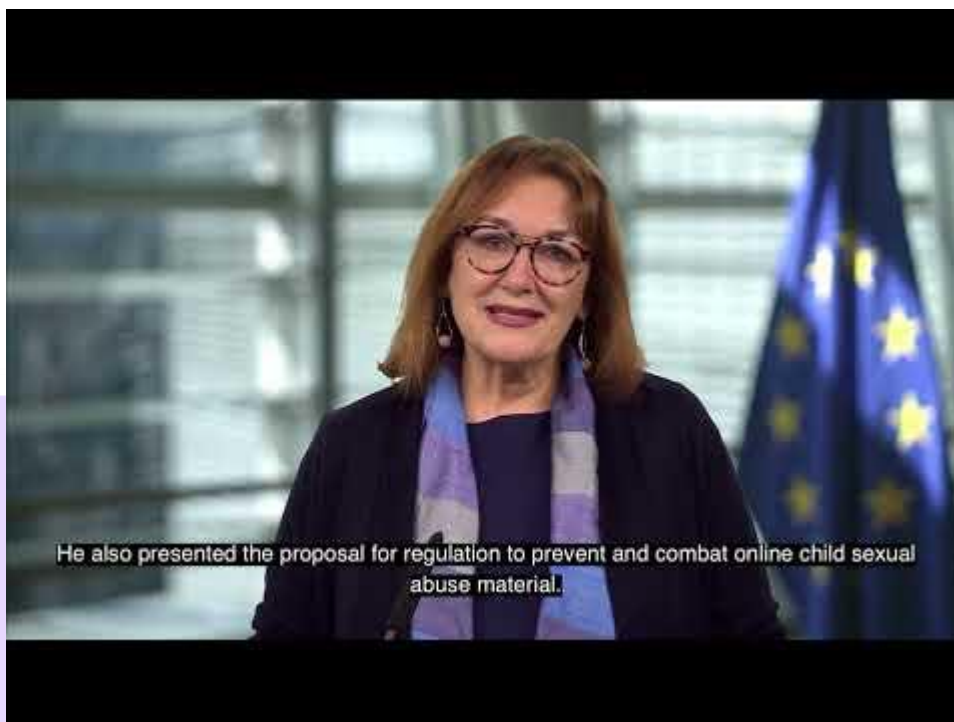 He also presented the proposal for regulation to prevent and combat online child sexual
abuse material.